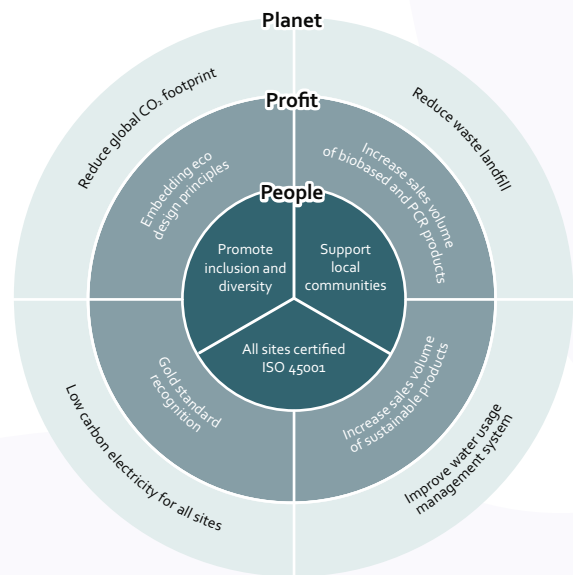 Planet
Reduce global CO₂ footprint
Reduce waste landfill
Profit
Embedding eco
design principles
Increase sales volume
of biobased and PCR products
People
Promote
inclusion and
diversity
Support
local
communities
All sites certified
ISO 45001
Gold standard
recognition
Increase sales volume
of sustainable products
Low carbon electricity for all sites
Improve water usage
management system